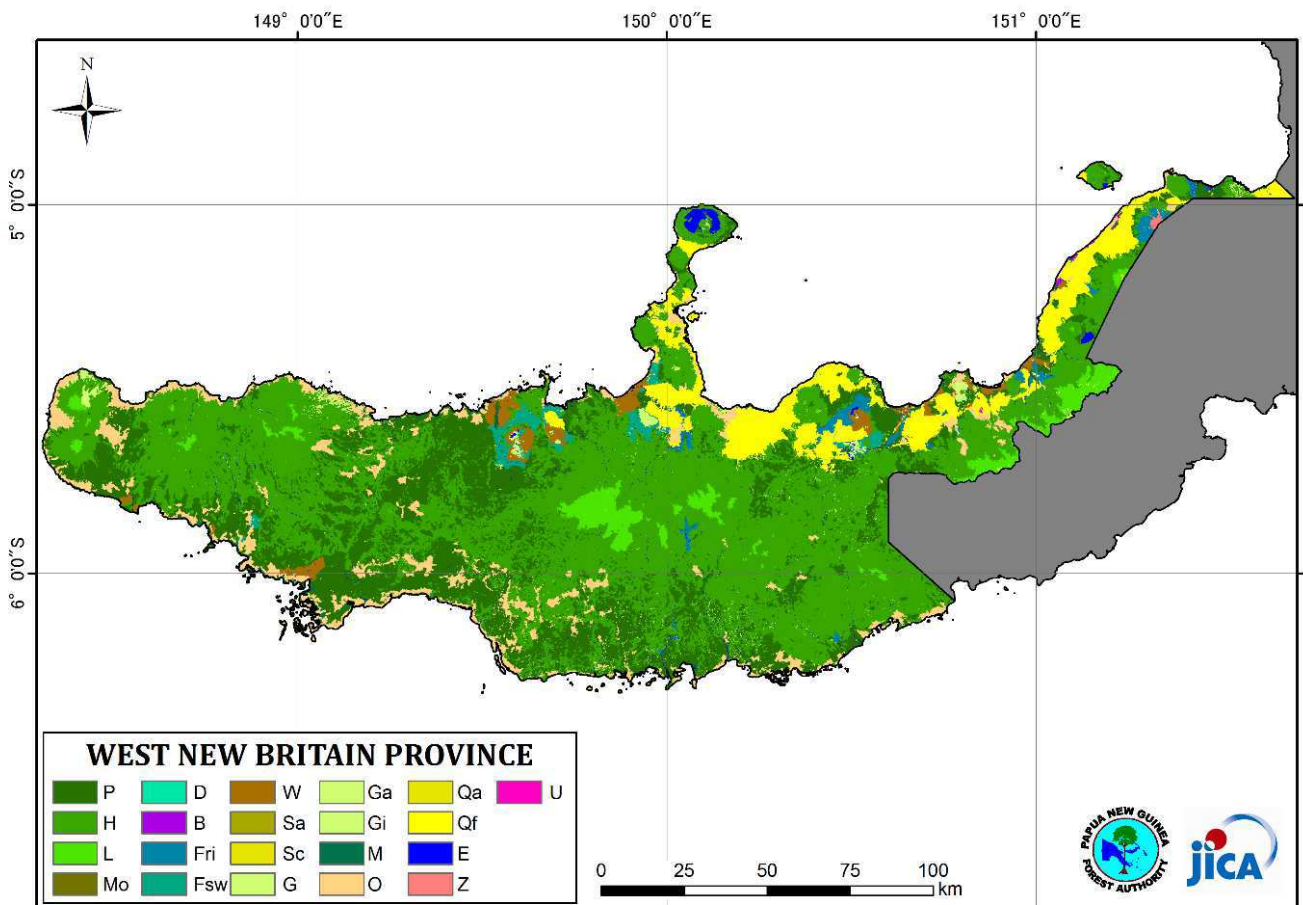 149° 0'0"E 150° 0'0"E 151° 0'0"E
N
5° 0'0"S
6° 0'0"S
WEST NEW BRITAIN PROVINCE
P D W Ga Qa U
H B Sa Gi Qf
L Fri Sc M E
Mo Fsw G O Z
0 25 50 75 100
km
PAPUA NEW GUINEA
FOREST AUTHORITY
jica